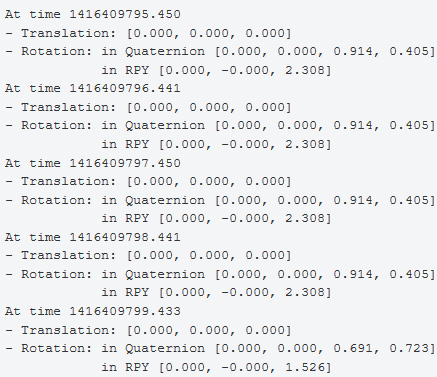 At time 1416409795.450
- Translation: [0.000, 0.000, 0.000]
- Rotation: in Quaternion [0.000, 0.000, 0.914, 0.405]
in RPY [0.000, -0.000, 2.308]
At time 1416409796.441
- Translation: [0.000, 0.000, 0.000]
- Rotation: in Quaternion [0.000, 0.000, 0.914, 0.405]
in RPY [0.000, -0.000, 2.308]
At time 1416409797.450
- Translation: [0.000, 0.000, 0.000]
- Rotation: in Quaternion [0.000, 0.000, 0.914, 0.405]
in RPY [0.000, -0.000, 2.308]
At time 1416409798.441
- Translation: [0.000, 0.000, 0.000]
- Rotation: in Quaternion [0.000, 0.000, 0.914, 0.405]
in RPY [0.000, -0.000, 2.308]
At time 1416409799.433
- Translation: [0.000, 0.000, 0.000]
- Rotation: in Quaternion [0.000, 0.000, 0.691, 0.723]
in RPY [0.000, -0.000, 1.526]